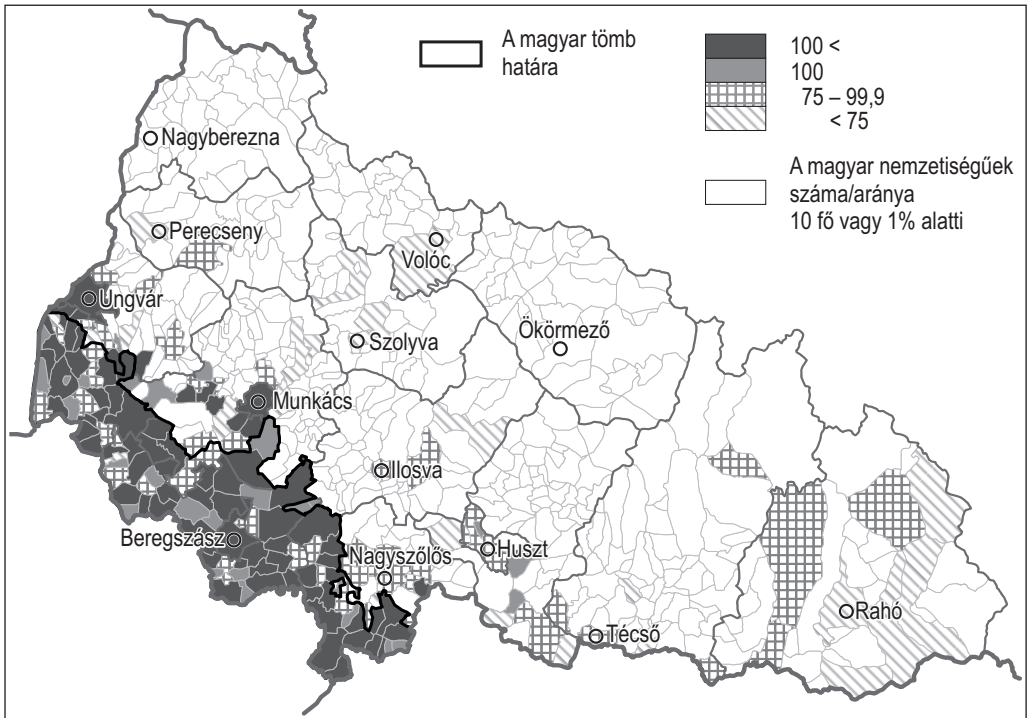 A magyar tömb
határa
100 <
100
75 – 99,9
< 75
A magyar nemzetiségűek
száma/aránya
10 fő vagy 1% alatti
Nagyberezna
Perecseny
Volóc
Ungvár
Szolyva
Ökörmező
Munkács
Ilosva
Beregszász
Nagyszőlős
Huszt
Técső
Rahó